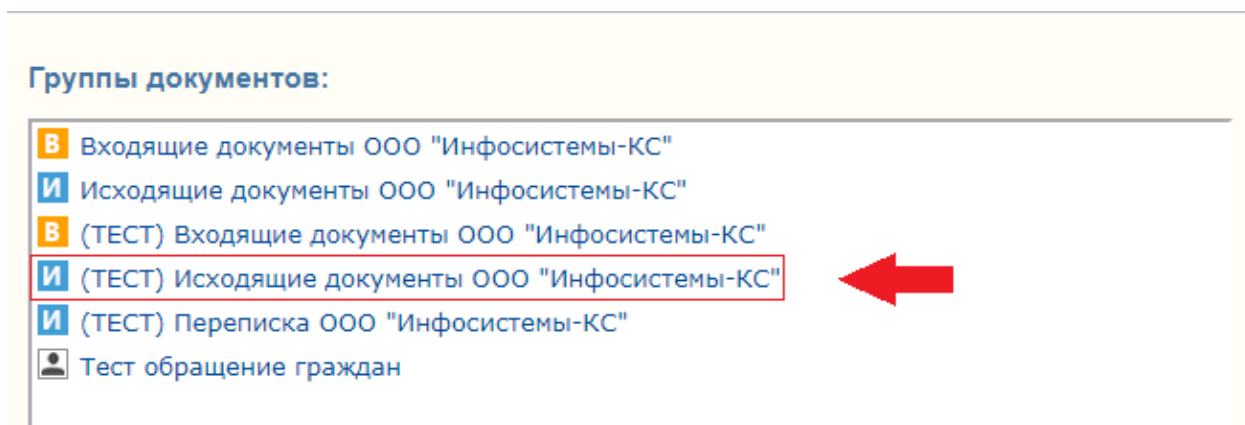 Группы документов:
В Входящие документы ООО "Инфосистемы-КС"
И Исходящие документы ООО "Инфосистемы-КС"
В (ТЕСТ) Входящие документы ООО "Инфосистемы-КС"
И (ТЕСТ) Исходящие документы ООО "Инфосистемы-КС"
И (ТЕСТ) Переписка ООО "Инфосистемы-КС"
Тест обращение граждан